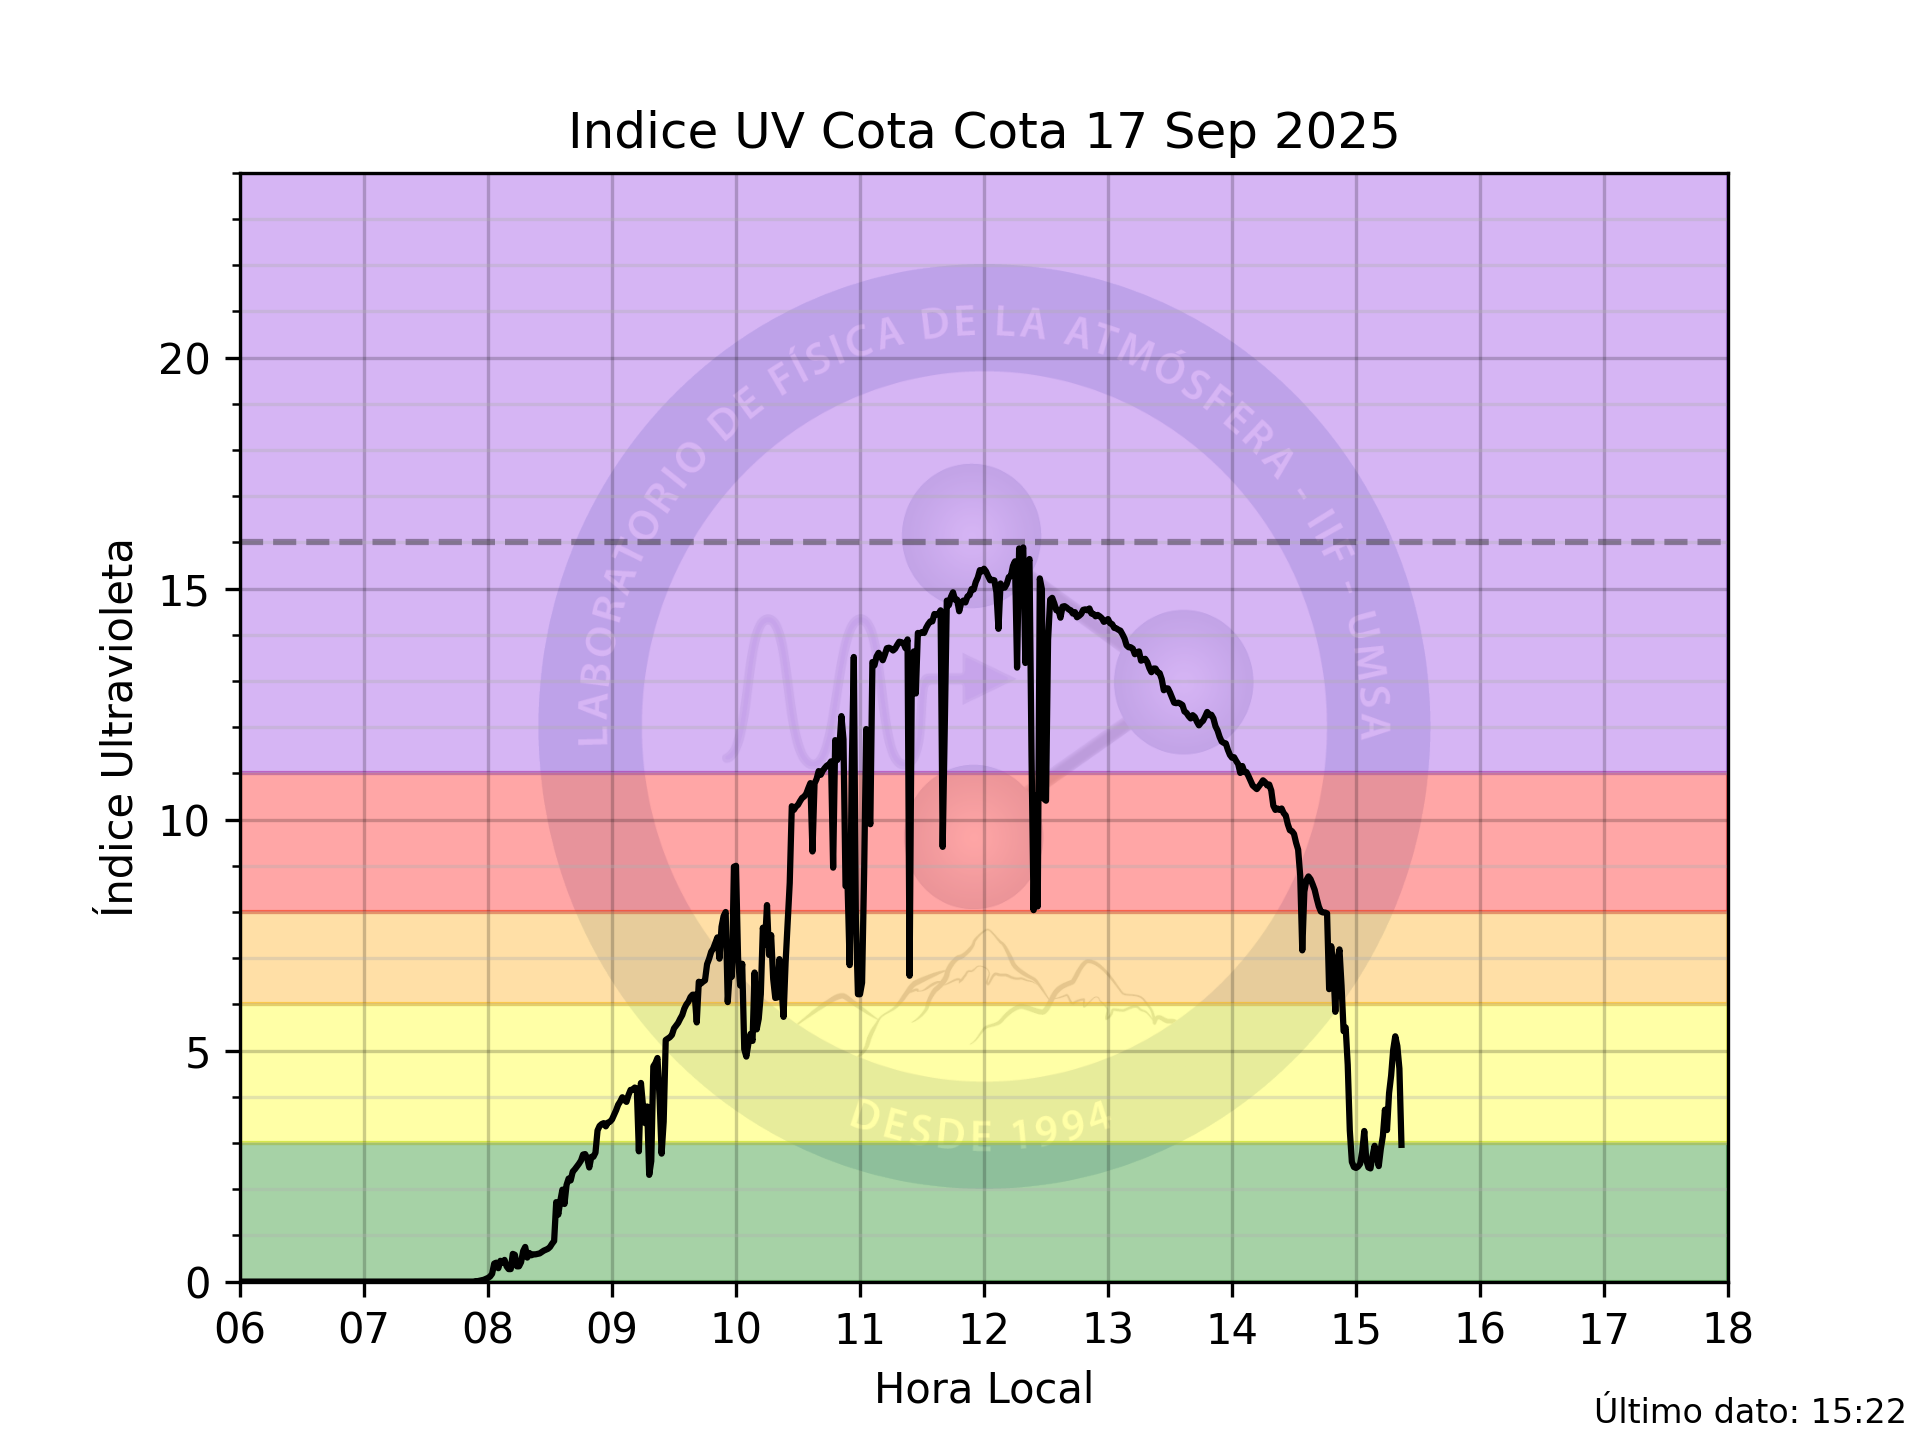 Indice UV Cota Cota 17 Sep 2025
LABORATORIO DE FÍSICA DE LA ATMÓSFERA - IIF - UMSA
DESDE 1994
Índice Ultravioleta
20
15
10
5
0
06 07 08 09 10 11 12 13 14 15 16 17 18
Hora Local
Último dato: 15:22